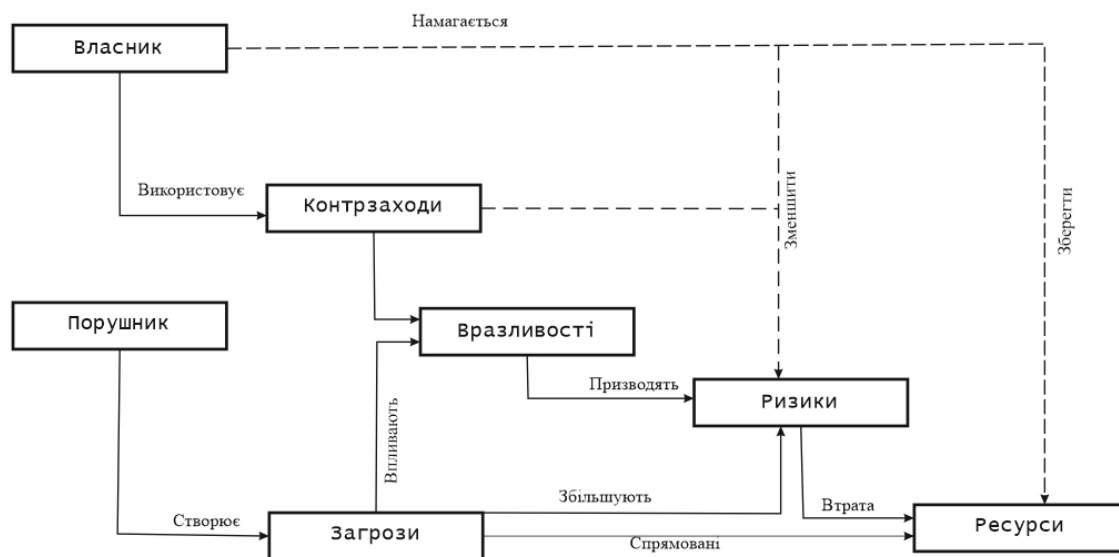 Намагається
Власник
Використовує
Контрзаходи
Зменшити
Зберегти
Порушник
Вразливості
Призводять
Ризики
Впливають
Збільшують
Втрата
Створює
Загрози
Спрямовані
Ресурси